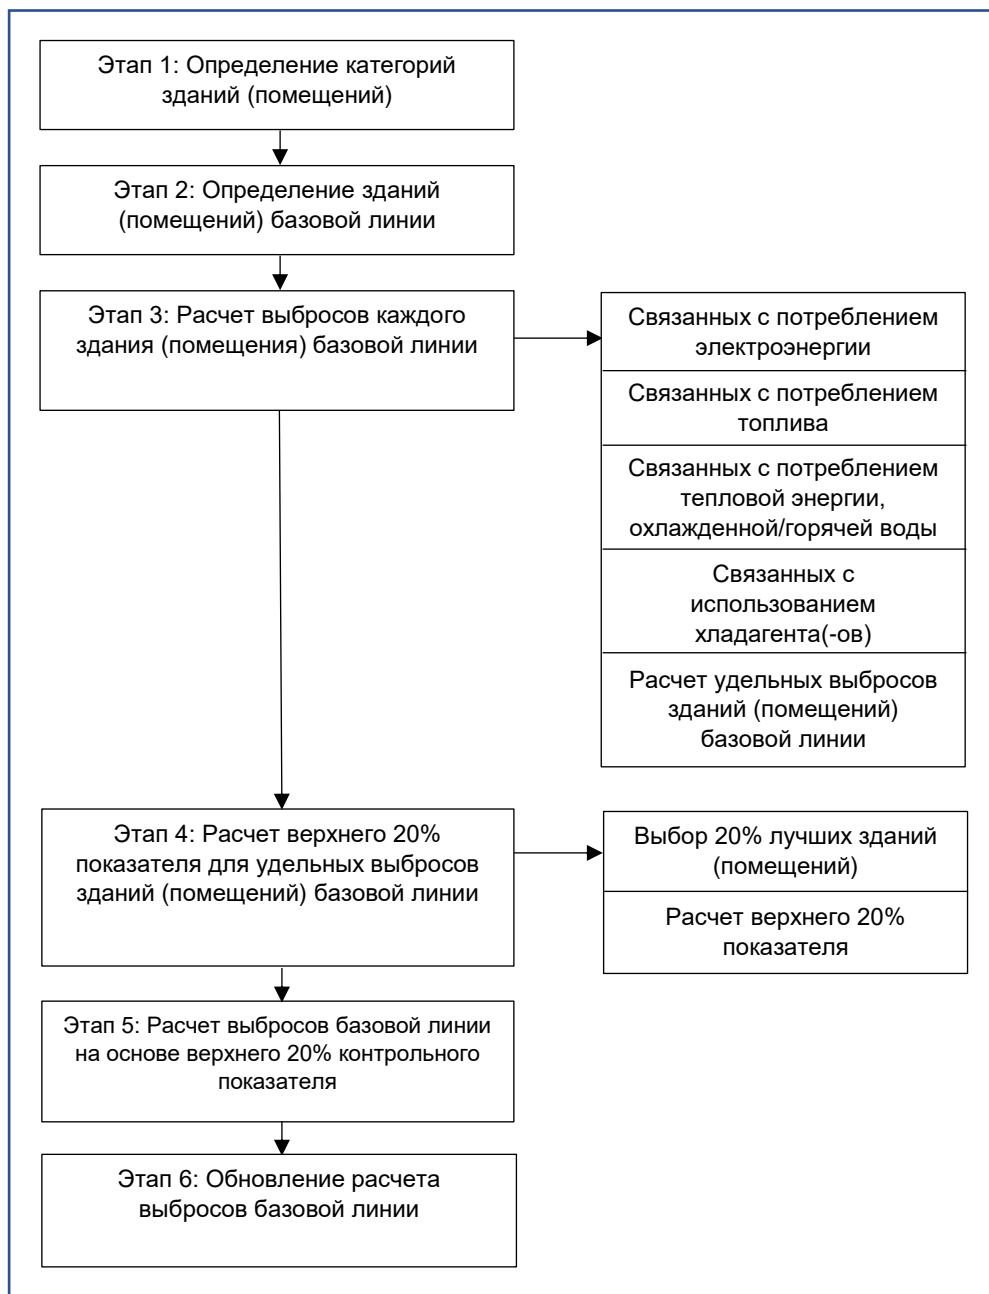 Этап 1: Определение категорий
зданий (помещений)
Этап 2: Определение зданий
(помещений) базовой линии
Этап 3: Расчет выбросов каждого
здания (помещения) базовой линии
Связанных с потреблением
электроэнергии
Связанных с потреблением
топлива
Связанных с потреблением
тепловой энергии,
охлажденной/горячей воды
Связанных с
использованием
хладагента(-ов)
Расчет удельных выбросов
зданий (помещений)
базовой линии
Этап 4: Расчет верхнего 20%
показателя для удельных выбросов
зданий (помещений) базовой линии
Выбор 20% лучших зданий
(помещений)
Расчет верхнего 20%
показателя
Этап 5: Расчет выбросов базовой линии
на основе верхнего 20% контрольного
показателя
Этап 6: Обновление расчета
выбросов базовой линии